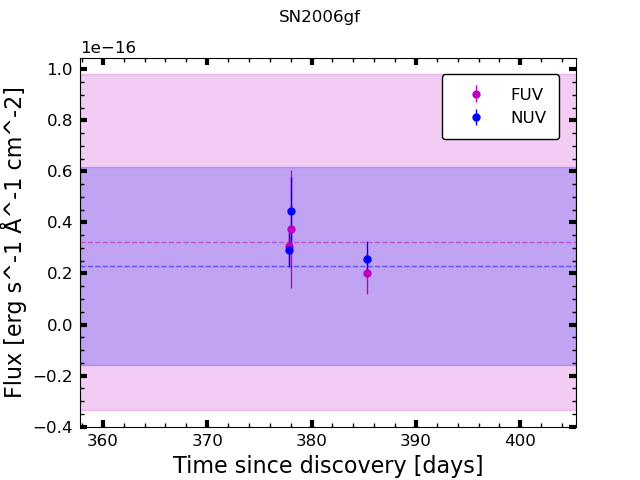 SN2006gf
1e−16
1.0
0.8
0.6
0.4
0.2
0.0
−0.2
−0.4
Flux [erg s^-1 Å^-1 cm^-2]
FUV
NUV
360 370 380 390 400
Time since discovery [days]